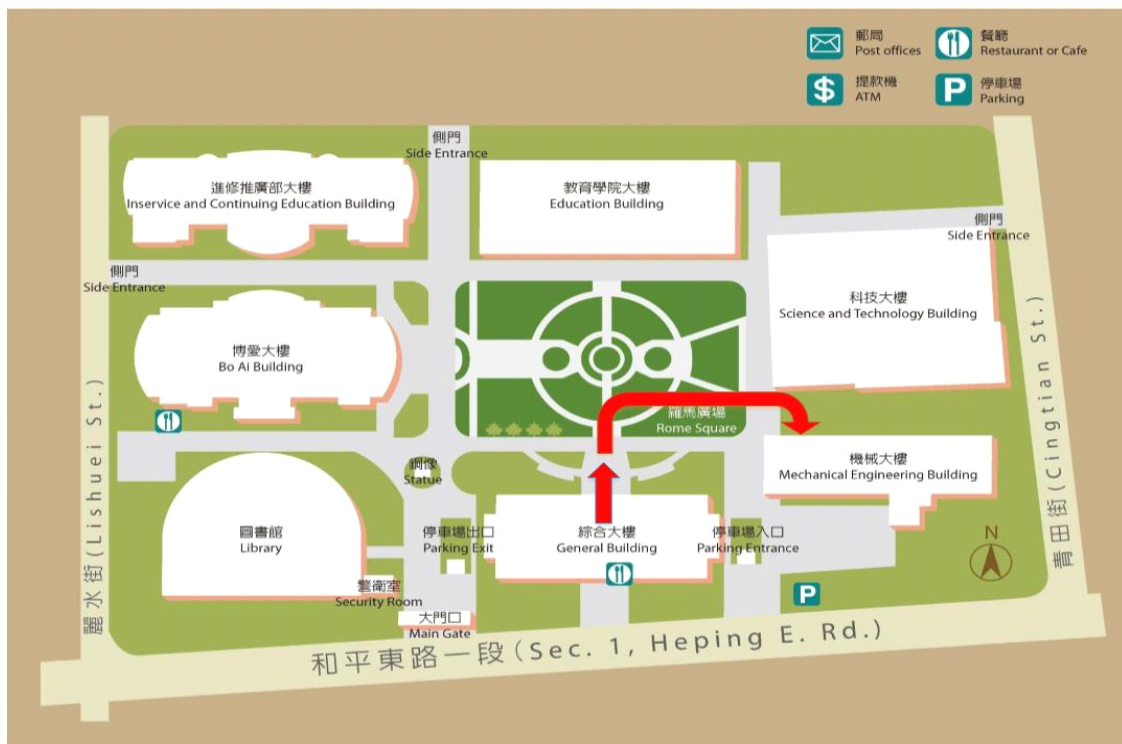 郵局
Post offices
餐廳
Restaurant or Cafe
$
提款機
ATM
P
停車場
Parking
側門
Side Entrance
進修推廣部大樓
Inservice and Continuing Education Building
教育學院大樓
Education Building
側門
Side Entrance
側門
Side Entrance
科技大樓
Science and Technology Building
博愛大樓
Bo Ai Building
羅馬廣場
Rome Square
銅像
Statue
機械大樓
Mechanical Engineering Building
圖書館
Library
停車場出口
Parking Exit
綜合大樓
General Building
停車場入口
Parking Entrance
N
警衛室
Security Room
P
大門口
Main Gate
麗水街(Lishuei St.)
青田街(Cingtian St.)
和平東路一段(Sec. 1, Heping E. Rd.)